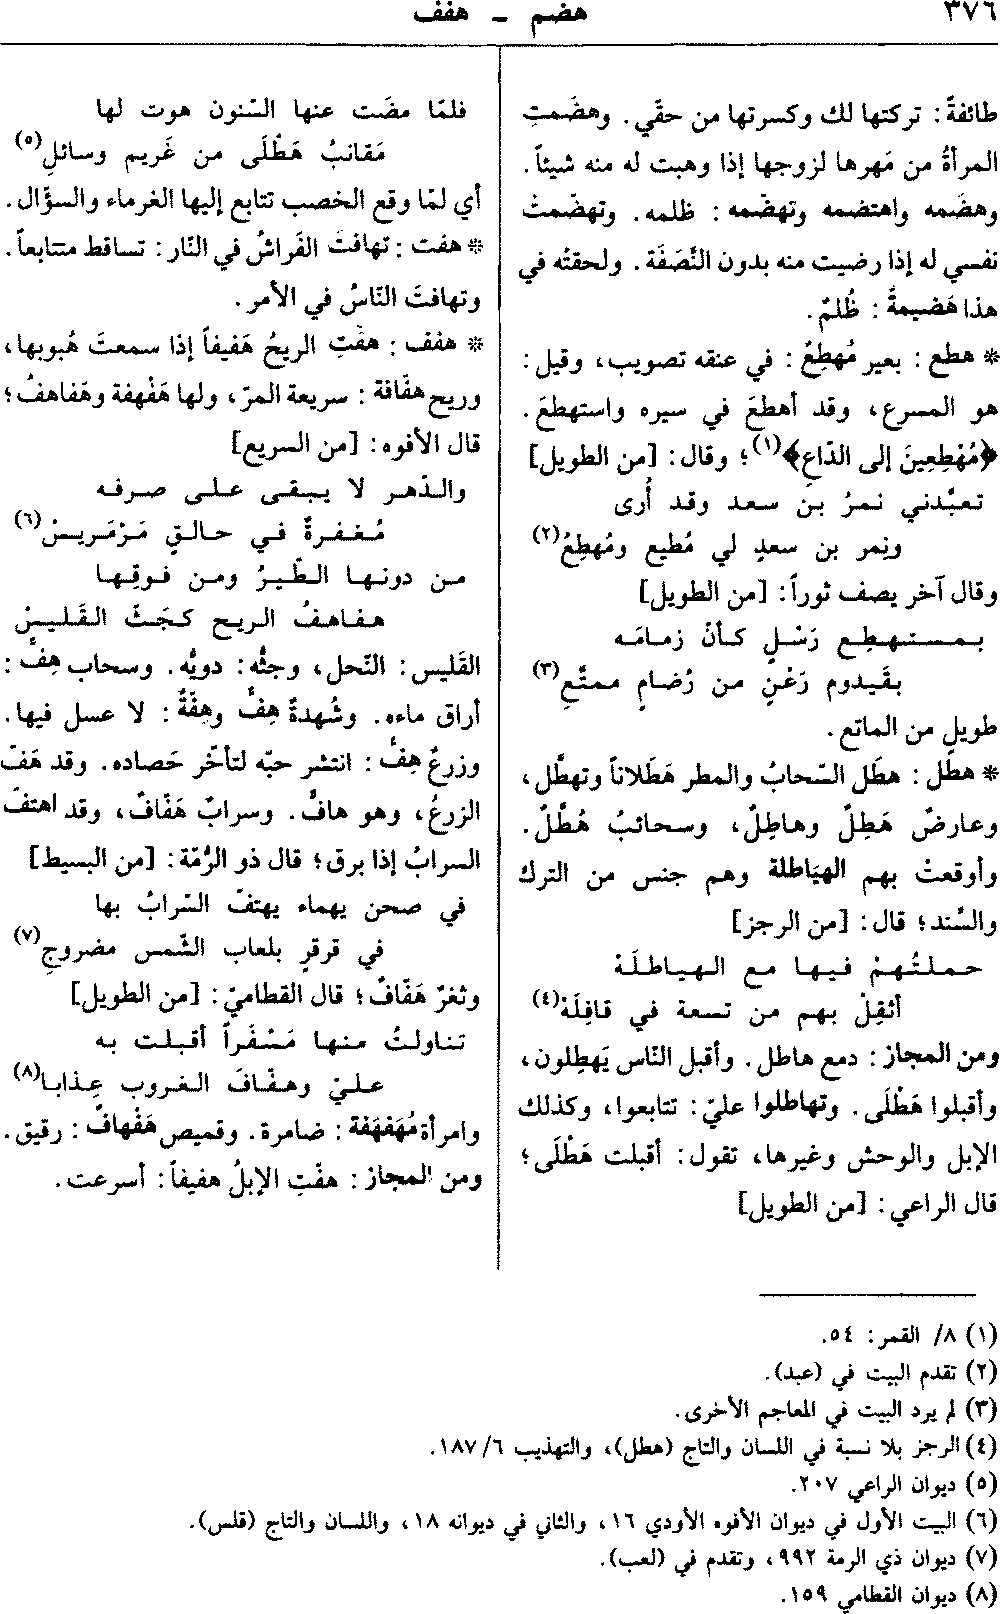 ٣٧٦
هضم - هفف
طائفةً: تركتها لك وكسرتها من حقّي. وهضَمتِ
المرأةُ من مَهرها لزوجها إذا وهبت له منه شيئاً.
وهضَمه واهتضمه وتهضّمه: ظلمه. وتهضّمتُ
نفسي له إذا رضيت منه بدون النَّصَفَة. ولحقتْه في
هذا هَضيمةٌ: ظُلمٌ.
* هطع: بعير مُهطِعٌ: في عنقه تصويب، وقيل:
هو المسرع، وقد أهطعَ في سيره واستهطعَ.
﴿مُهْطِعِينَ إلى الدّاعِ﴾(١)؛ وقال: [من الطويل]
تعبَّدني نمرُ بن سعد وقد أُرى
ونِمر بن سعدٍ لي مُطيع ومُهطِعُ(٢)
وقال آخر يصف ثوراً: [من الطويل]
بمستهطِعٍ رَسْلٍ كأنّ زمامَه
بقَيدوم رَعْنٍ من رُضامٍ ممتَّعِ(٣)
طويلٍ من الماتع.
* هطل: هطَل السّحابُ والمطر هَطَلاناً وتهطَّل،
وعارضٌ هَطِلٌ وهاطِلٌ، وسحائبُ هُطَّلٌ.
وأوقعتْ بهم الهيَاطلة وهم جنس من الترك
والسِّند؛ قال: [من الرجز]
حملتُهمْ فيها مع الهياطلَهْ
أثقِلْ بهم من تسعة في قافِلَهْ(٤)
ومن المجاز: دمع هاطل. وأقبل النّاس يَهطِلون،
وأقبلوا هَطْلَى. وتهاطلوا عليّ: تتابعوا، وكذلك
الإبل والوحش وغيرها، تقول: أقبلت هَطْلَى؛
قال الراعي: [من الطويل]
فلمّا مضَت عنها السّنون هوت لها
مَقانبُ هَطْلَى من غَريم وسائلِ(٥)
أي لمّا وقع الخصب تتابع إليها الغرماء والسؤّال.
* هفت: تهافتَ الفَراشُ في النّار: تساقط متتابعاً.
وتهافتَ النّاسُ في الأمر.
* هفف: هفّتِ الريحُ هَفيفاً إذا سمعتَ هُبوبها،
وريح هفّافة: سريعة المرّ، ولها هَفْهفة وهَفاهفُ؛
قال الأفوه: [من السريع]
والدّهر لا يبقى على صرفه
مُغفرةٌ في حالقٍ مَرْمَريسْ(٦)
من دونها الطّيرُ ومن فوقِها
هفاهفُ الريح كجَثّ القَليسْ
القَليس: النّحل، وجثُّه: دويُّه. وسحاب هِفّ:
أراق ماءه. وشُهدةٌ هِفٌّ وهِفّةٌ: لا عسل فيها.
وزرعٌ هِفٌّ: انتشر حبّه لتأخّر حَصاده. وقد هَفّ
الزرعُ، وهو هافٌّ. وسرابٌ هَفّافٌ، وقد اهتفّ
السرابُ إذا برق؛ قال ذو الرُّمّة: [من البسيط]
في صحن يهماء يهتفّ السّرابُ بها
في قرقرٍ بلعاب الشّمس مضروجِ(٧)
وثغرٌ هَفّافٌ؛ قال القطاميّ: [من الطويل]
تناولتُ منها مَسْفَراً أقبلت به
عليّ وهفّافَ الغروب عِذابا(٨)
وامرأة مُهَفهَفة: ضامرة. وقميص هَفْهافٌ: رقيق.
ومن المجاز: هفّتِ الإبلُ هفيفاً: أسرعت.
(١) ٨/ القمر: ٥٤.
(٢) تقدم البيت في (عبد).
(٣) لم يرد البيت في المعاجم الأخرى.
(٤) الرجز بلا نسبة في اللسان والتاج (هطل)، والتهذيب ٦/ ١٨٧.
(٥) ديوان الراعي ٢٠٧.
(٦) البيت الأول في ديوان الأفوه الأودي ١٦، والثاني في ديوانه ١٨، واللسان والتاج (قلس).
(٧) ديوان ذي الرمة ٩٩٢، وتقدم في (لعب).
(٨) ديوان القطامي ١٥٩.